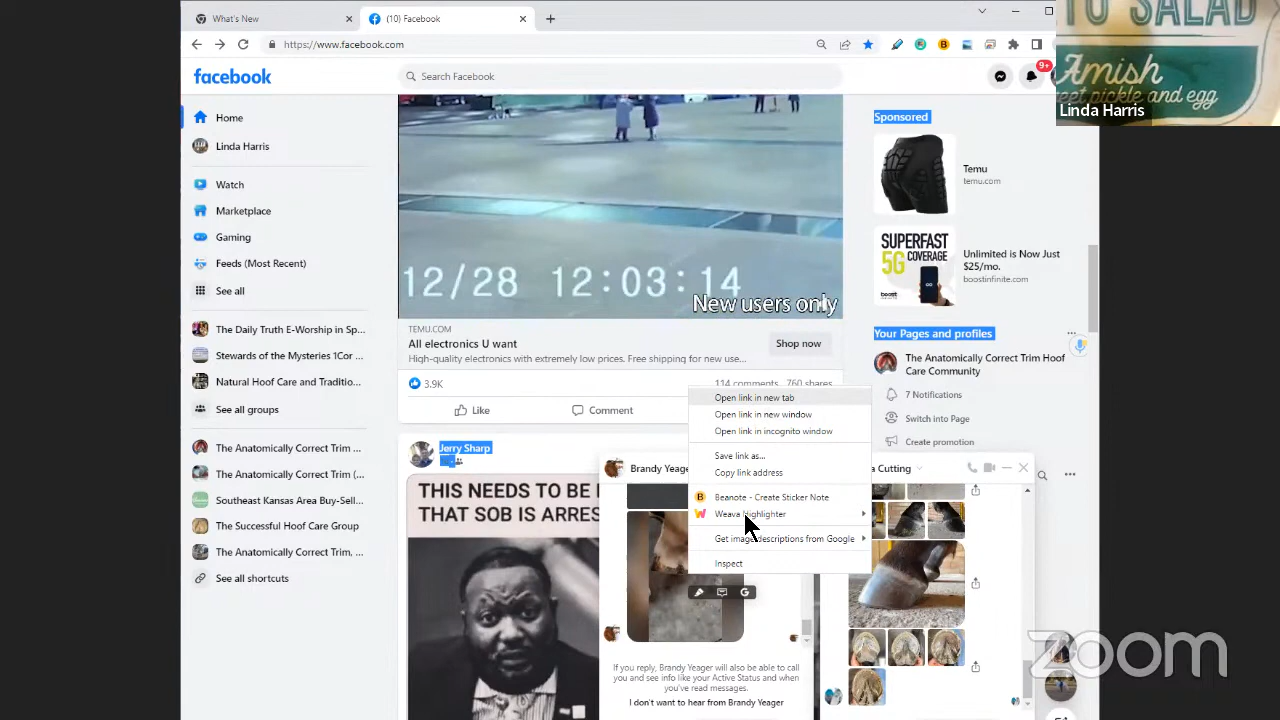 What's New
(10) Facebook
https://www.facebook.com
TO SALAD
Amish
pickle and egg
Linda Harris
facebook
Search Facebook
9+
Home
Linda Harris
Watch
Marketplace
Gaming
Feeds (Most Recent)
See all
The Daily Truth E-Worship in Sp...
Stewards of the Mysteries 1Cor ...
Natural Hoof Care and Traditio...
See all groups
The Anatomically Correct Trim ...
The Anatomically Correct Trim (...
Southeast Kansas Area Buy-Sell...
The Successful Hoof Care Group
The Anatomically Correct Trim, ...
See all shortcuts
12/28 12:03:14
New users only
TEMU.COM
All electronics U want
High-quality electronics with extremely low prices. Free shipping for new use...
Shop now
3.9K
114 comments 760 shares
Like
Comment
Jerry Sharp
THIS NEEDS TO BE
THAT SOB IS ARRES
Open link in new tab
Open link in new window
Open link in incognito window
Save link as...
Copy link address
Beanote - Create Sticker Note
Weava Highlighter
Get image descriptions from Google
Inspect
Brandy Yeager
Cutting
If you reply, Brandy Yeager will also be able to call
you and see info like your Active Status and when
you've read messages.
I don't want to hear from Brandy Yeager
Sponsored
Temu
temu.com
SUPERFAST
5G COVERAGE
boost infinite
Unlimited is Now Just
$25/mo.
boostinfinite.com
Your Pages and profiles
The Anatomically Correct Trim Hoof
Care Community
7 Notifications
Switch into Page
Create promotion
zoom